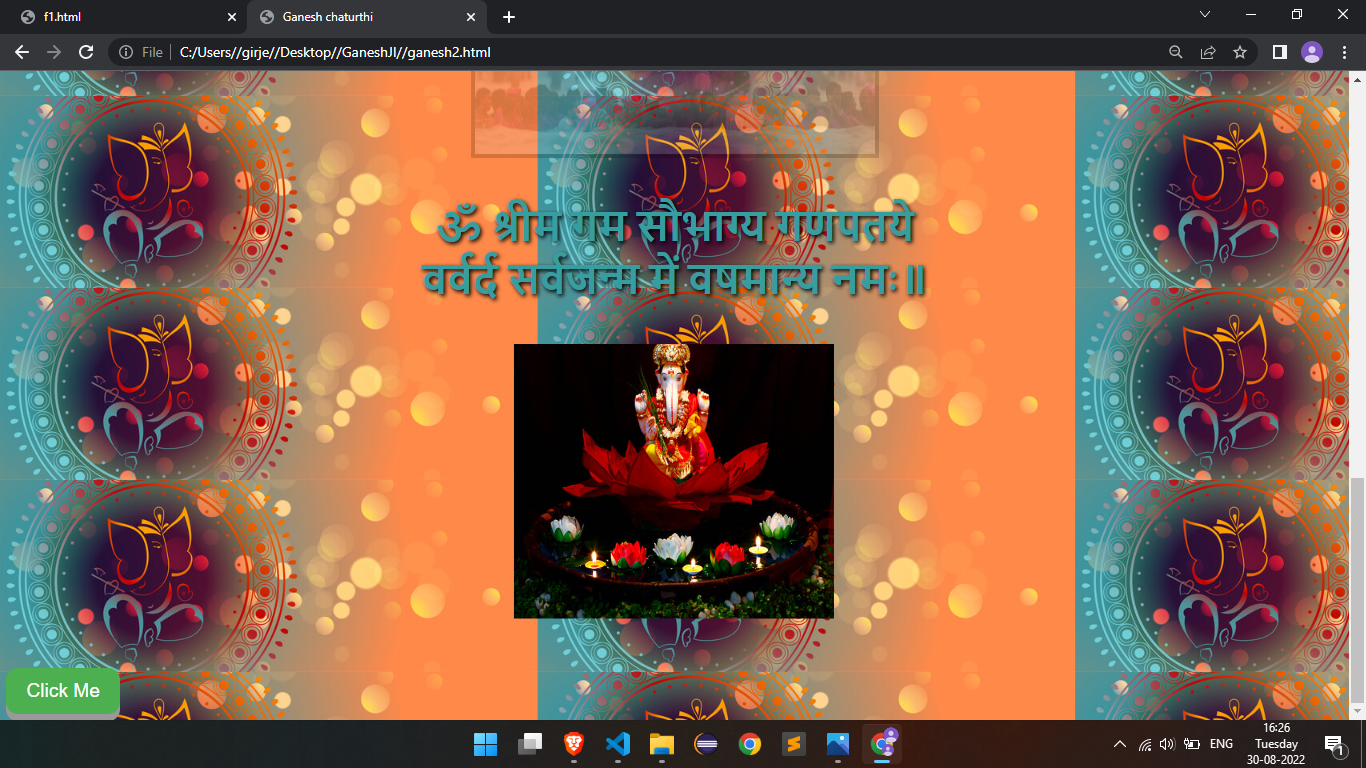 f1.html
Ganesh chaturthi
File
C:/Users//girje//Desktop//GaneshJI//ganesh2.html
ॐ श्रीम गम सौभाग्य गणपतये
वर्वर्द सर्वजन्म में वषमान्य नमः॥
Click Me
ENG
16:26
Tuesday
30-08-2022
1